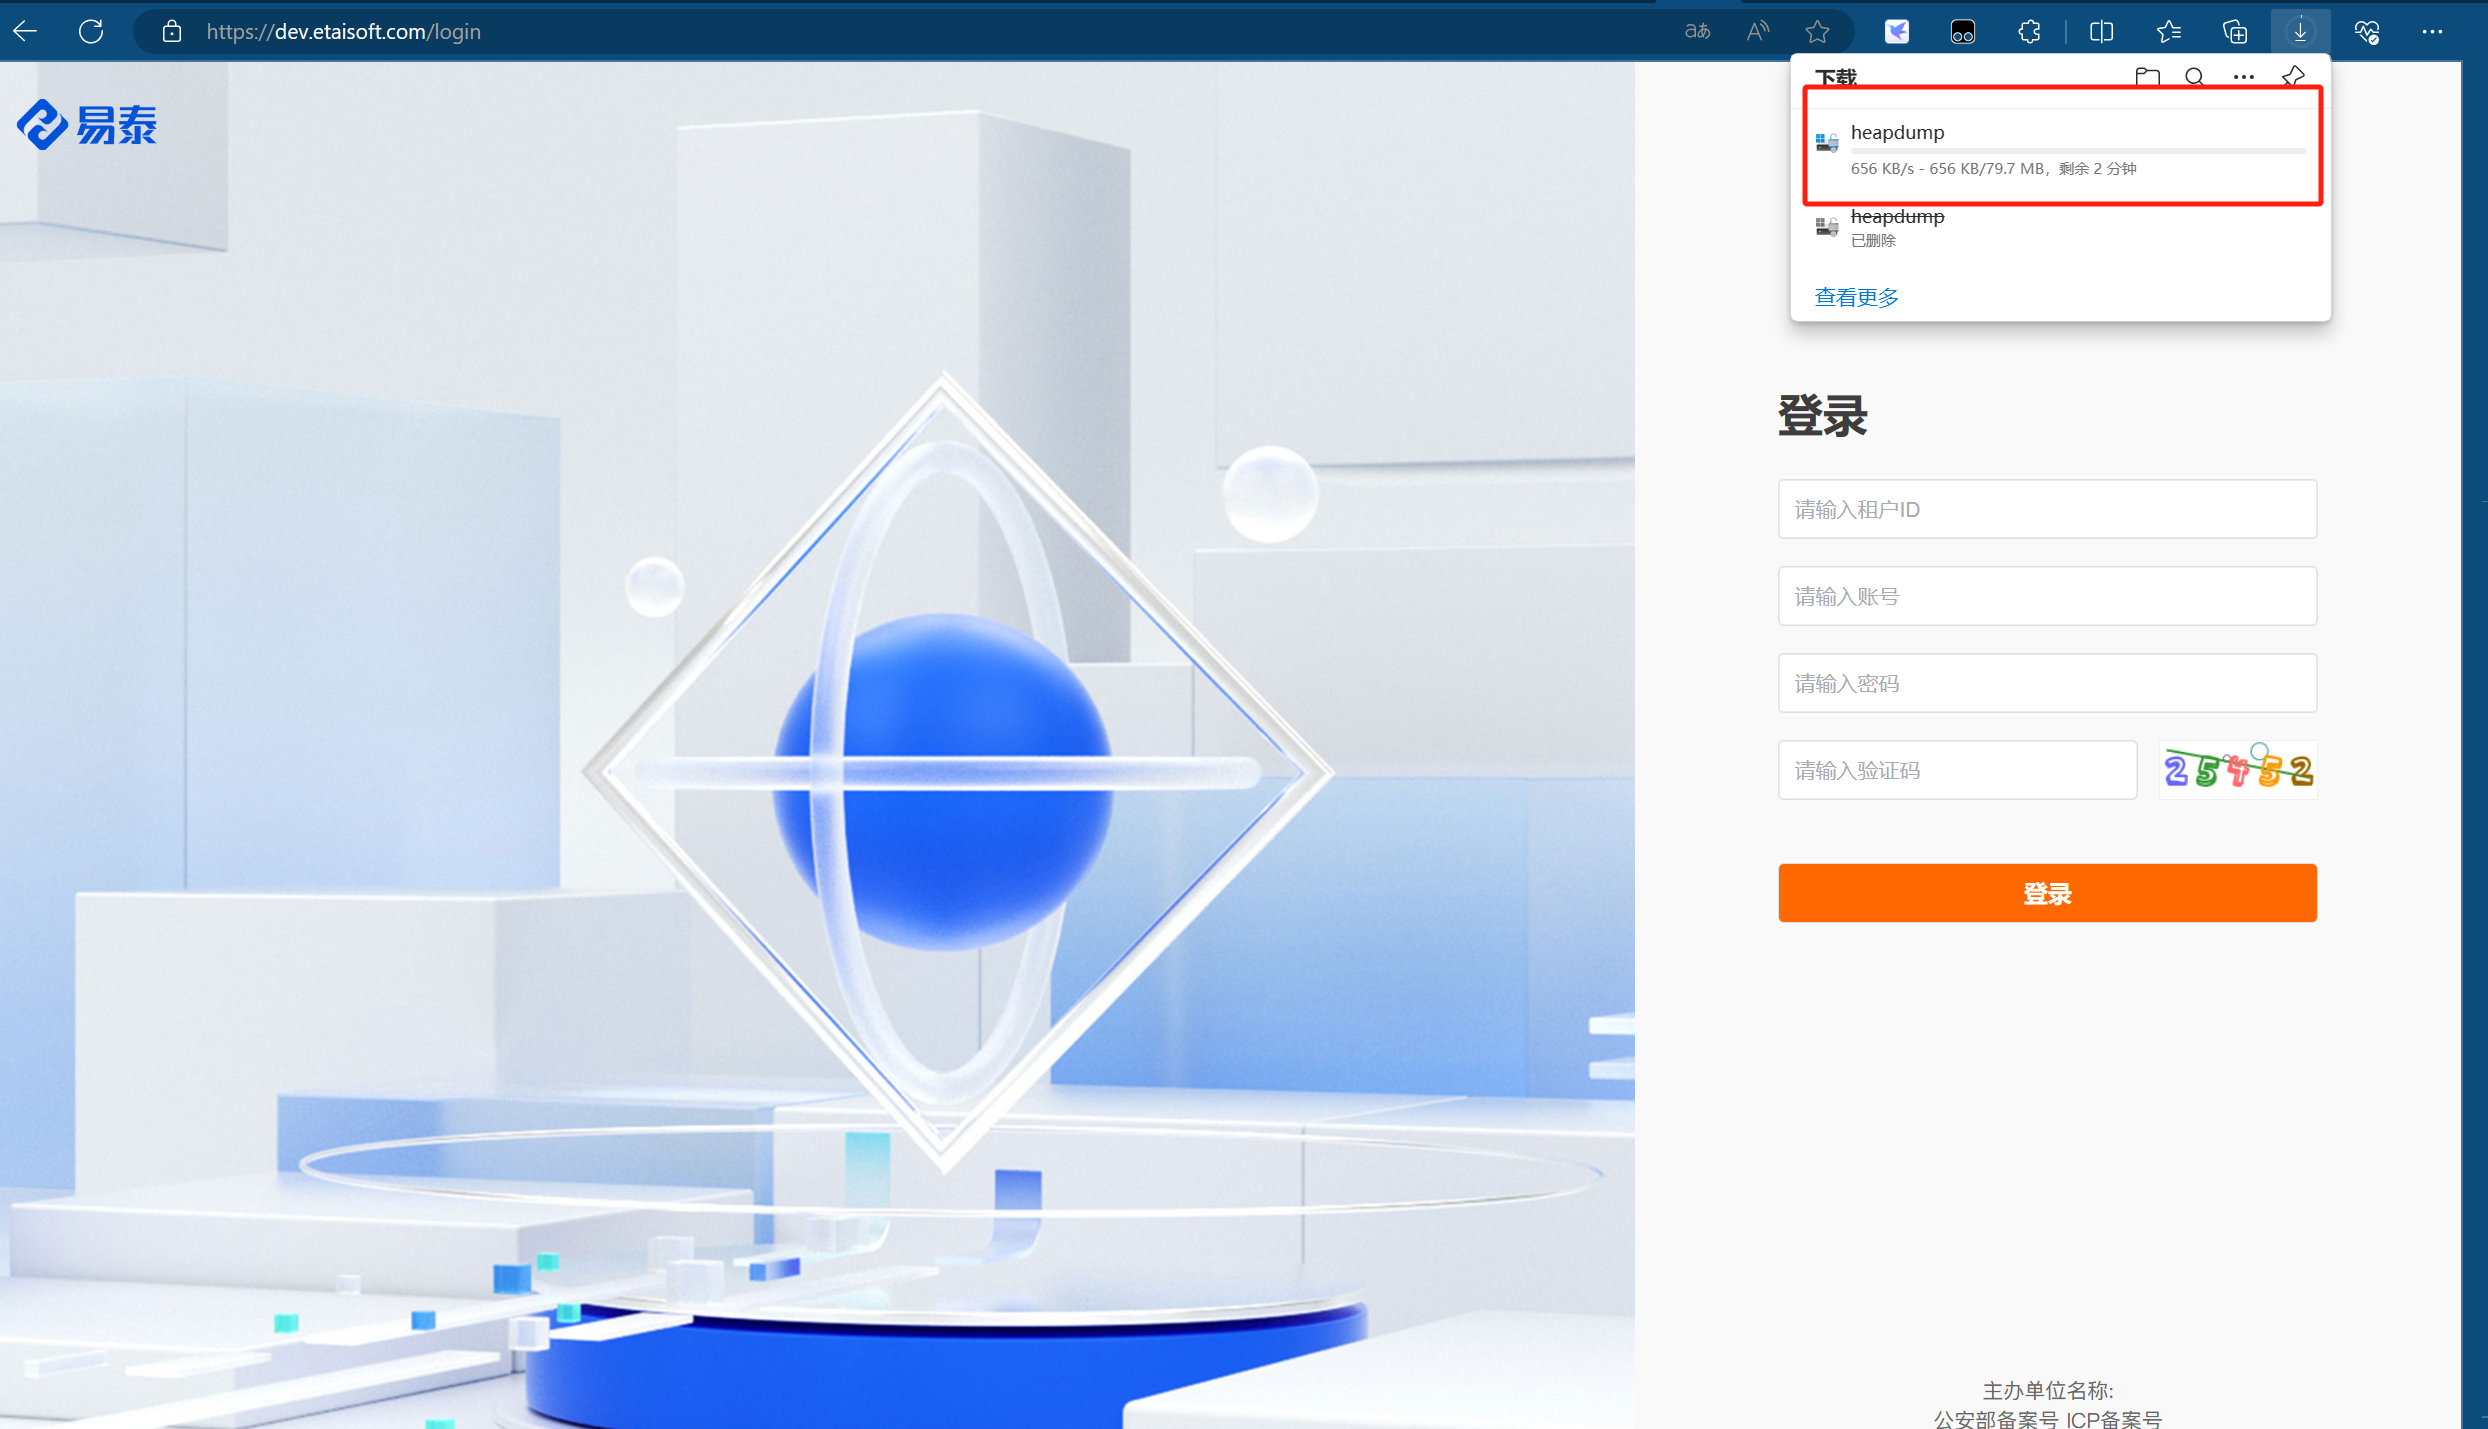 https://dev.etaisoft.com/login
易泰
下载
heapdump
656 KB/s - 656 KB/79.7 MB，剩余 2 分钟
heapdump
已删除
查看更多
登录
请输入租户ID
请输入账号
请输入密码
请输入验证码
25452
登录
主办单位名称:
公安部备案号 ICP备案号